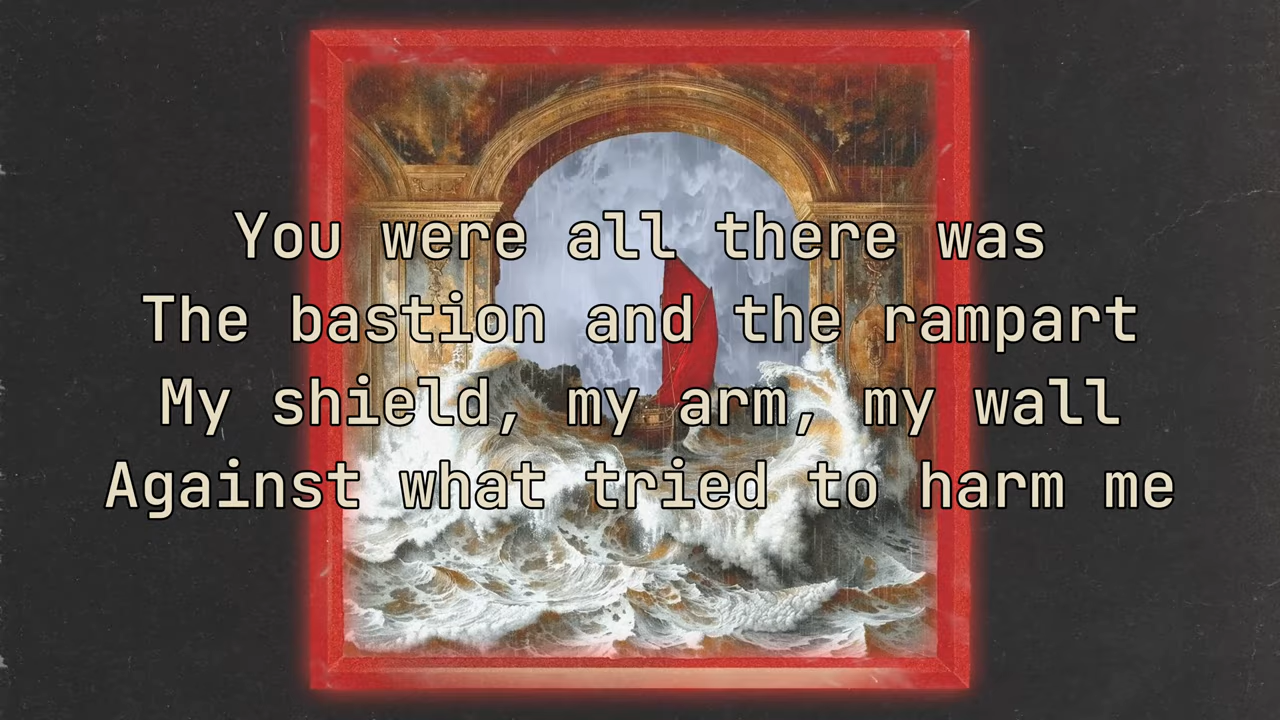 You were all there was
The bastion and the rampart
My shield, my arm, my wall
Against what tried to harm me